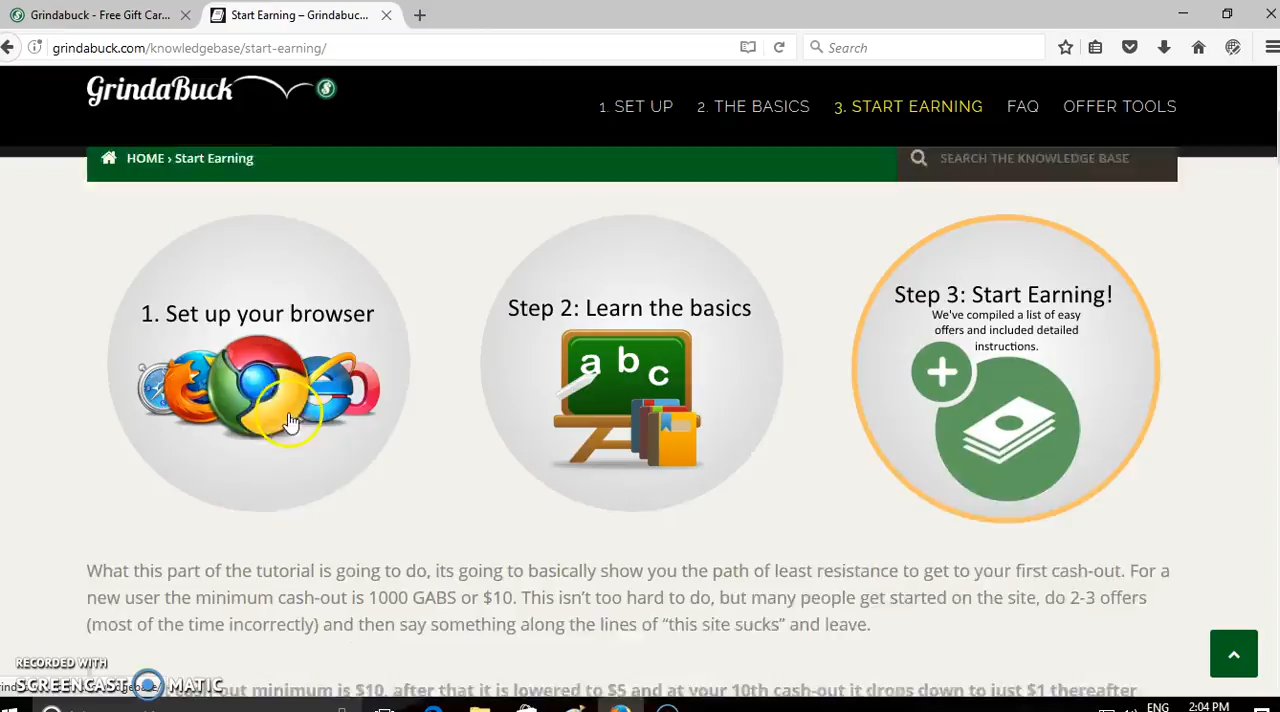 Grindabuck - Free Gift Car...
Start Earning – Grindabuc...
grindabuck.com/knowledgebase/start-earning/
Search
GrindaBuck
$
1. SET UP
2. THE BASICS
3. START EARNING
FAQ
OFFER TOOLS
HOME › Start Earning
SEARCH THE KNOWLEDGE BASE
1. Set up your browser
Step 2: Learn the basics
a b c
Step 3: Start Earning!
We've compiled a list of easy
offers and included detailed
instructions.
What this part of the tutorial is going to do, its going to basically show you the path of least resistance to get to your first cash-out. For a
new user the minimum cash-out is 1000 GABS or $10. This isn't too hard to do, but many people get started on the site, do 2-3 offers
(most of the time incorrectly) and then say something along the lines of “this site sucks” and leave.
RECORDED WITH
SCREENCAST MATIC
out minimum is $10, after that it is lowered to $5 and at your 10th cash-out it drops down to just $1 thereafter
ENG
2:04 PM